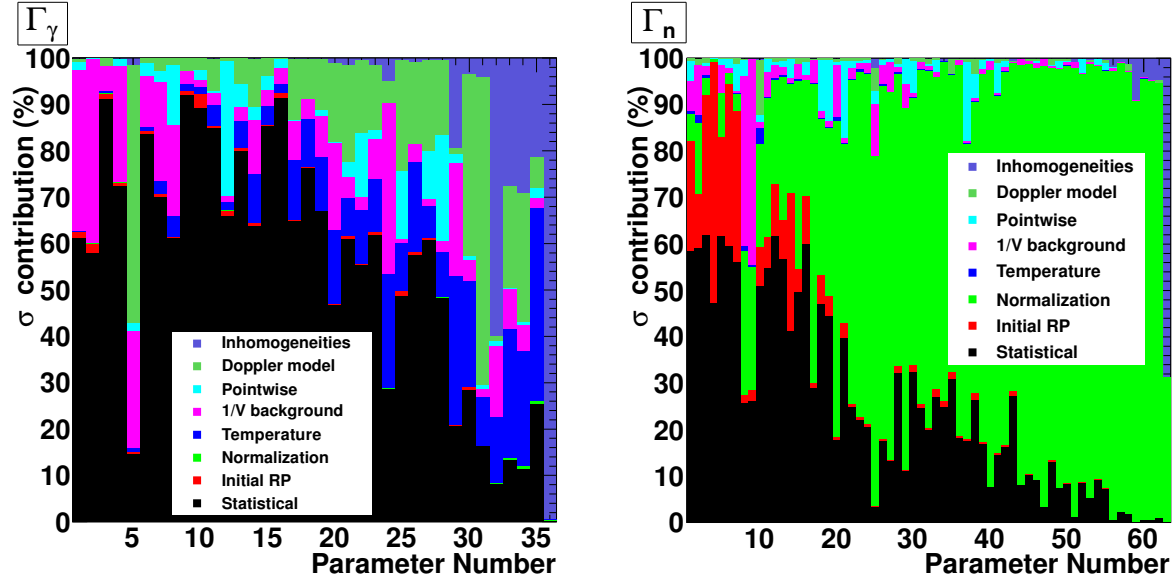 Γγ
σ contribution (%)
100
90
80
70
60
50
40
30
20
10
0
Inhomogeneities
Doppler model
Pointwise
1/V background
Temperature
Normalization
Initial RP
Statistical
5 10 15 20 25 30 35
Parameter Number
Γn
σ contribution (%)
100
90
80
70
60
50
40
30
20
10
0
Inhomogeneities
Doppler model
Pointwise
1/V background
Temperature
Normalization
Initial RP
Statistical
10 20 30 40 50 60
Parameter Number